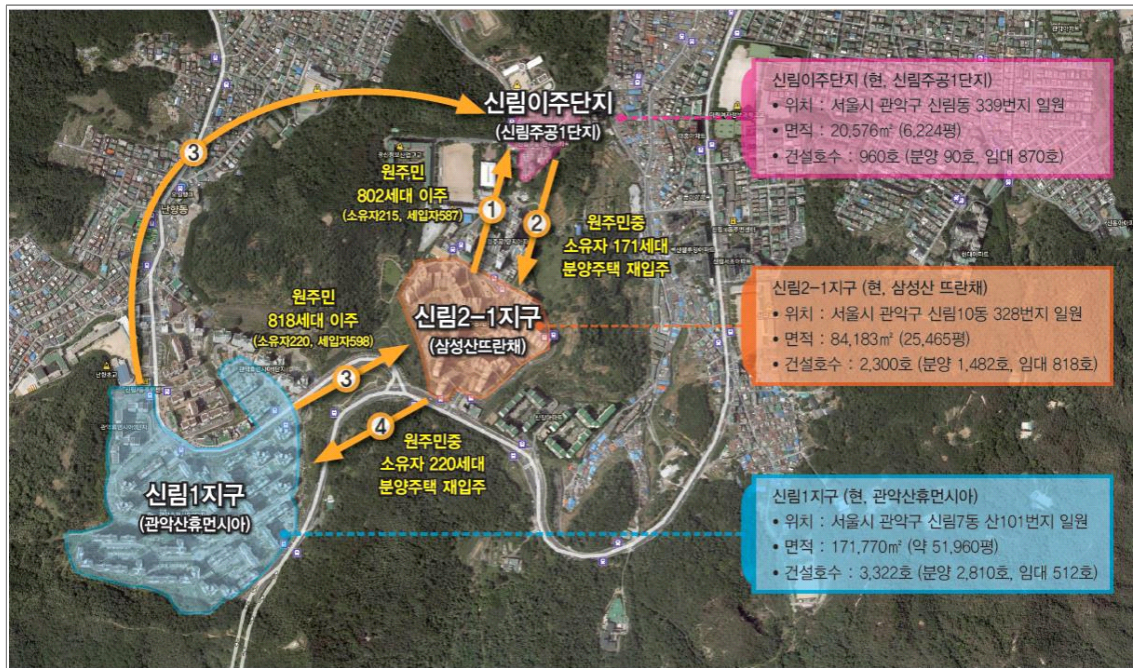 신림이주단지
(신림주공1단지)
③
원주민
802세대 이주
(소유자215, 세입자587)
①
②
원주민중
소유자 171세대
분양주택 재입주
난향동
원주민
818세대 이주
(소유자220, 세입자598)
신림2-1지구
(삼성산뜨란채)
③
④
원주민중
소유자 220세대
분양주택 재입주
신림1지구
(관악산휴먼시아)
신림이주단지 (현, 신림주공1단지)
• 위치 : 서울시 관악구 신림동 339번지 일원
• 면적 : 20,576㎡ (6,224평)
• 건설호수 : 960호 (분양 90호, 임대 870호)
신림2-1지구 (현, 삼성산 뜨란채)
• 위치 : 서울시 관악구 신림10동 328번지 일원
• 면적 : 84,183㎡ (25,465평)
• 건설호수 : 2,300호 (분양 1,482호, 임대 818호)
신림1지구 (현, 관악산휴먼시아)
• 위치 : 서울시 관악구 신림7동 산101번지 일원
• 면적 : 171,770㎡ (약 51,960평)
• 건설호수 : 3,322호 (분양 2,810호, 임대 512호)